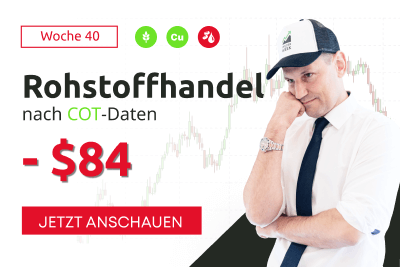 Woche 40
Cu
Rohstoffhandel
nach COT-Daten
- $84
JETZT ANSCHAUEN